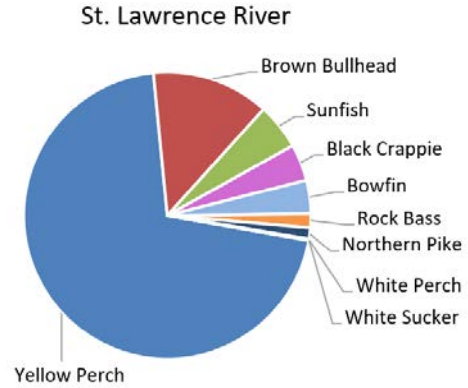 St. Lawrence River
Brown Bullhead
Sunfish
Black Crappie
Bowfin
Rock Bass
Northern Pike
White Perch
White Sucker
Yellow Perch